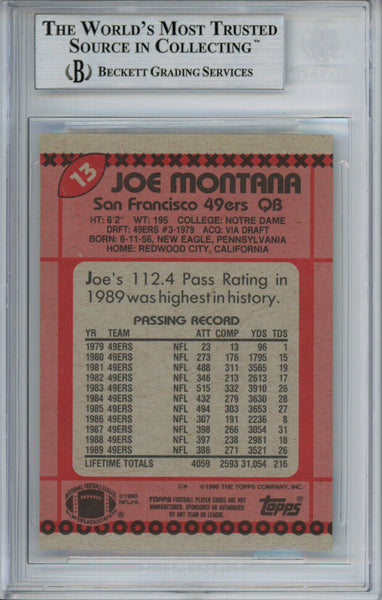 THE WORLD'S MOST TRUSTED
SOURCE IN COLLECTING™
B BECKETT GRADING SERVICES
13
JOE MONTANA
San Francisco 49ers QB
HT: 6'2" WT: 195 COLLEGE: NOTRE DAME
DRFT: 49ERS #3-1979 ACQ: VIA DRAFT
BORN: 6-11-56, NEW EAGLE, PENNSYLVANIA
HOME: REDWOOD CITY, CALIFORNIA
Joe's 112.4 Pass Rating in
1989 was highest in history.
PASSING RECORD
YR TEAM ATT COMP YDS TDS
1979 49ERS NFL 23 13 96 1
1980 49ERS NFL 273 176 1795 15
1981 49ERS NFL 488 311 3565 19
1982 49ERS NFL 346 213 2613 17
1983 49ERS NFL 515 332 3910 26
1984 49ERS NFL 432 279 3630 28
1985 49ERS NFL 494 303 3653 27
1986 49ERS NFL 307 191 2236 8
1987 49ERS NFL 398 266 3054 31
1988 49ERS NFL 397 238 2981 18
1989 49ERS NFL 386 271 3521 26
LIFETIME TOTALS 4059 2593 31,054 216
C* ©1990 THE TOPPS COMPANY, INC.
NATIONAL FOOTBALL LEAGUE
PLAYERS ASSOCIATION
©1990
NFLPA
TOPPS FOOTBALL PLAYER CARDS ARE NOT
MANUFACTURED, SPONSORED OR AUTHORIZED
BY ANY TEAM OR LEAGUE.
topps